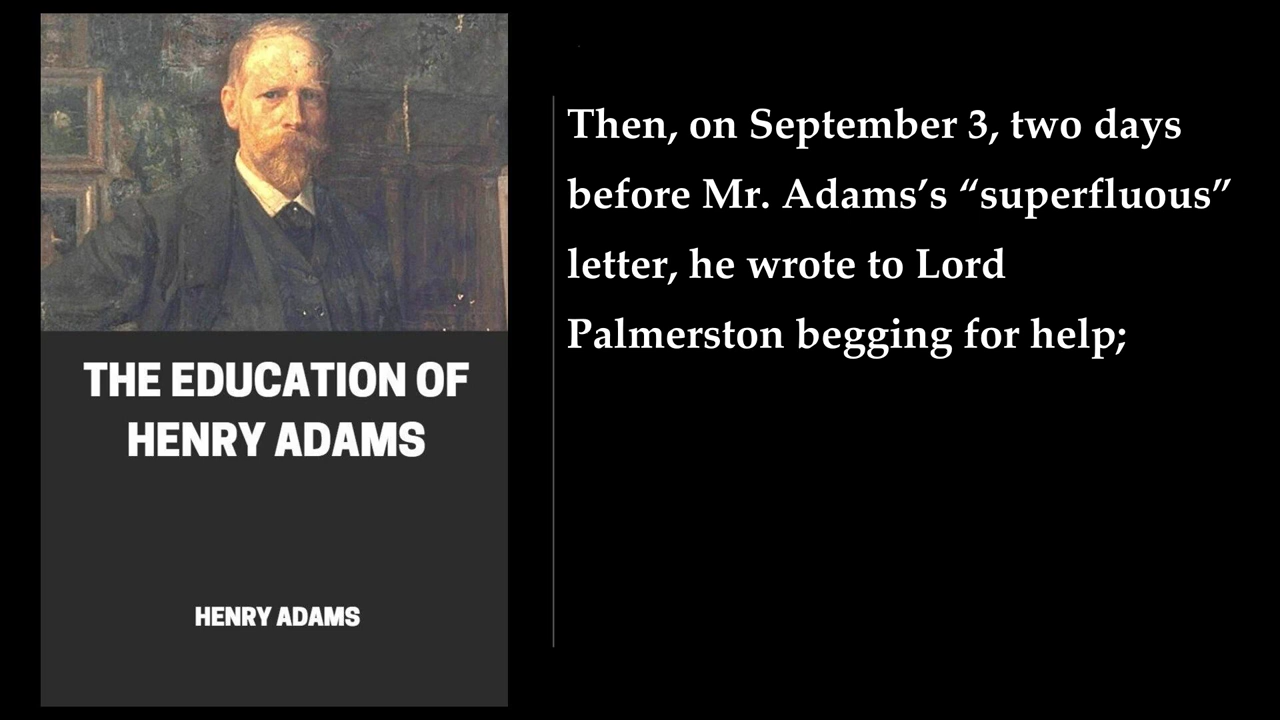 THE EDUCATION OF
HENRY ADAMS
HENRY ADAMS
Then, on September 3, two days
before Mr. Adams’s “superfluous”
letter, he wrote to Lord
Palmerston begging for help;